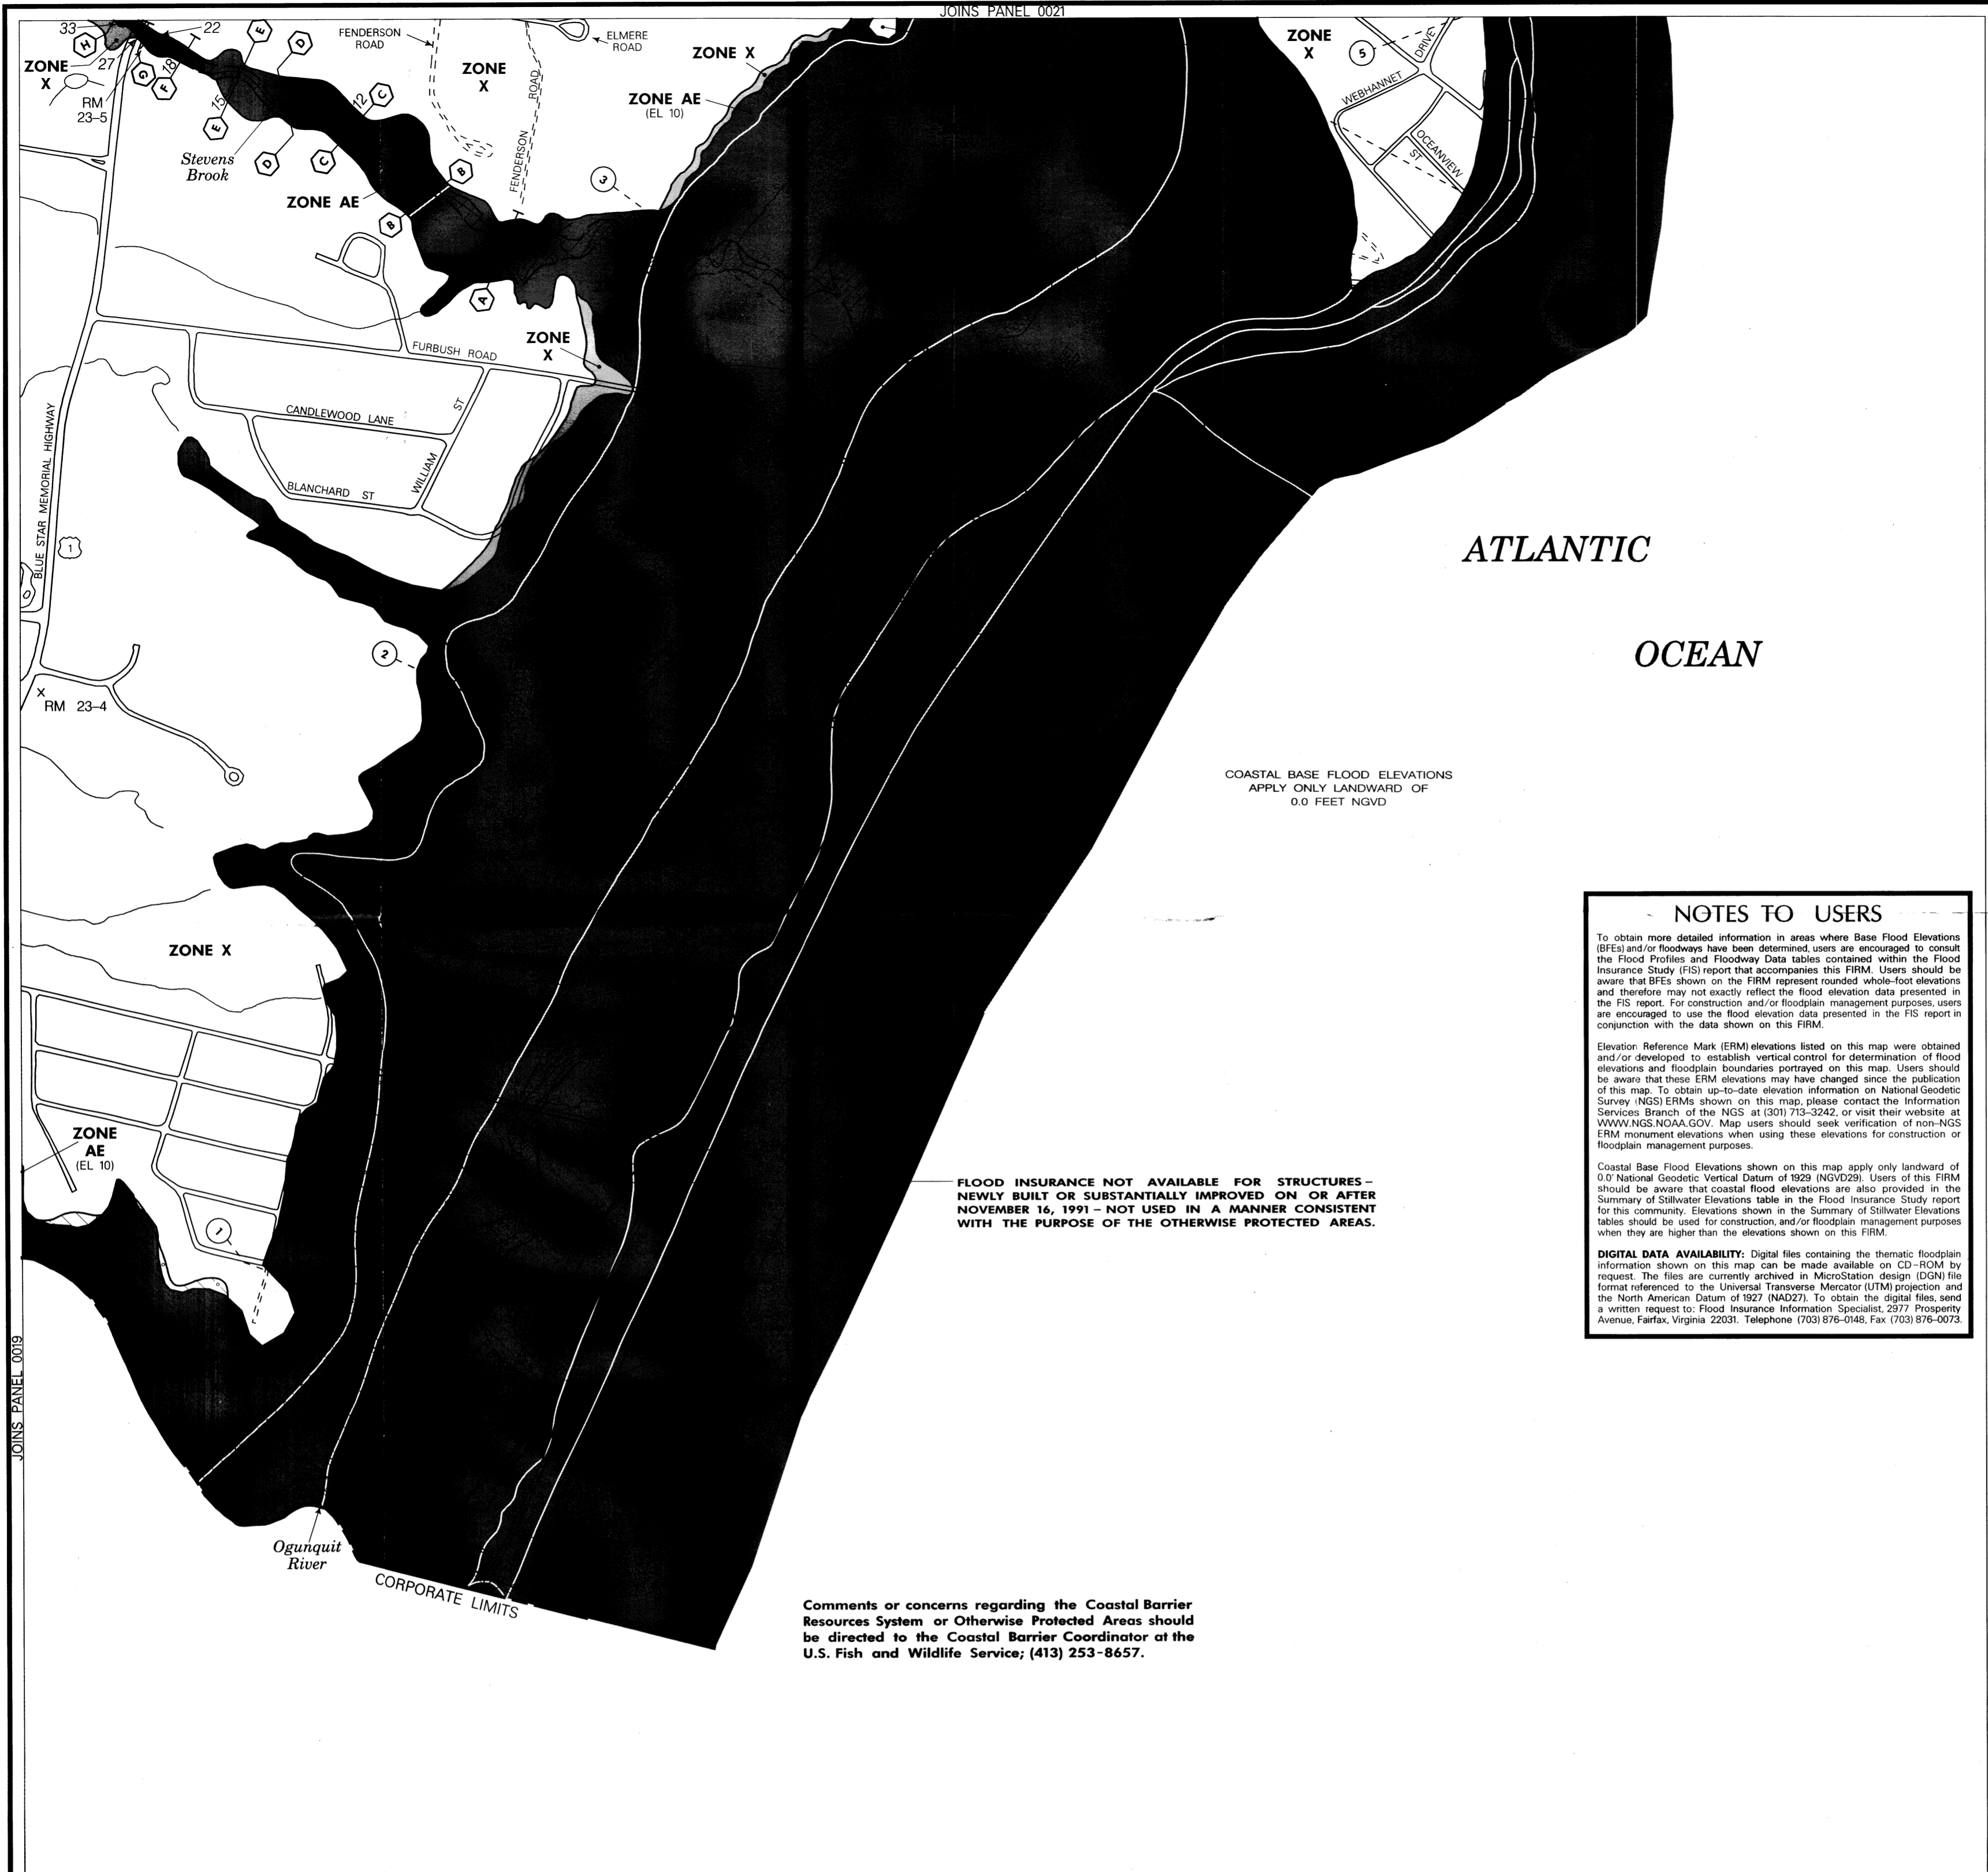 JOINS PANEL 0021
33
22
H
E
D
ZONE
X
27
G
F
18
RM
23–5
15
E
12
C
Stevens
Brook
D
C
FENDERSON
ROAD
ELMERE
ROAD
ZONE
X
ROAD
FENDERSON
ZONE X
ZONE AE
(EL 10)
3
B
ZONE AE
B
A
ZONE
X
5
DRIVE
WEBHANNET
OCEANVIEW
ST
FURBUSH ROAD
ZONE
X
CANDLEWOOD LANE
ST
WILLIAM
BLANCHARD ST
BLUE STAR MEMORIAL HIGHWAY
1
2
X
RM 23–4
ATLANTIC
OCEAN
COASTAL BASE FLOOD ELEVATIONS
APPLY ONLY LANDWARD OF
0.0 FEET NGVD
ZONE X
ZONE
AE
(EL 10)
1
JOINS PANEL 0019
FLOOD INSURANCE NOT AVAILABLE FOR STRUCTURES –
NEWLY BUILT OR SUBSTANTIALLY IMPROVED ON OR AFTER
NOVEMBER 16, 1991 – NOT USED IN A MANNER CONSISTENT
WITH THE PURPOSE OF THE OTHERWISE PROTECTED AREAS.
NOTES TO USERS
To obtain more detailed information in areas where Base Flood Elevations
(BFEs) and/or floodways have been determined, users are encouraged to consult
the Flood Profiles and Floodway Data tables contained within the Flood
Insurance Study (FIS) report that accompanies this FIRM. Users should be
aware that BFEs shown on the FIRM represent rounded whole–foot elevations
and therefore may not exactly reflect the flood elevation data presented in
the FIS report. For construction and/or floodplain management purposes, users
are encouraged to use the flood elevation data presented in the FIS report in
conjunction with the data shown on this FIRM.
Elevation Reference Mark (ERM) elevations listed on this map were obtained
and/or developed to establish vertical control for determination of flood
elevations and floodplain boundaries portrayed on this map. Users should
be aware that these ERM elevations may have changed since the publication
of this map. To obtain up–to–date elevation information on National Geodetic
Survey (NGS) ERMs shown on this map, please contact the Information
Services Branch of the NGS at (301) 713–3242, or visit their website at
WWW.NGS.NOAA.GOV. Map users should seek verification of non–NGS
ERM monument elevations when using these elevations for construction or
floodplain management purposes.
Coastal Base Flood Elevations shown on this map apply only landward of
0.0' National Geodetic Vertical Datum of 1929 (NGVD29). Users of this FIRM
should be aware that coastal flood elevations are also provided in the
Summary of Stillwater Elevations table in the Flood Insurance Study report
for this community. Elevations shown in the Summary of Stillwater Elevations
tables should be used for construction, and/or floodplain management purposes
when they are higher than the elevations shown on this FIRM.
DIGITAL DATA AVAILABILITY: Digital files containing the thematic floodplain
information shown on this map can be made available on CD–ROM by
request. The files are currently archived in MicroStation design (DGN) file
format referenced to the Universal Transverse Mercator (UTM) projection and
the North American Datum of 1927 (NAD27). To obtain the digital files, send
a written request to: Flood Insurance Information Specialist, 2977 Prosperity
Avenue, Fairfax, Virginia 22031. Telephone (703) 876–0148, Fax (703) 876–0073.
Ogunquit
River
CORPORATE LIMITS
Comments or concerns regarding the Coastal Barrier
Resources System or Otherwise Protected Areas should
be directed to the Coastal Barrier Coordinator at the
U.S. Fish and Wildlife Service; (413) 253-8657.